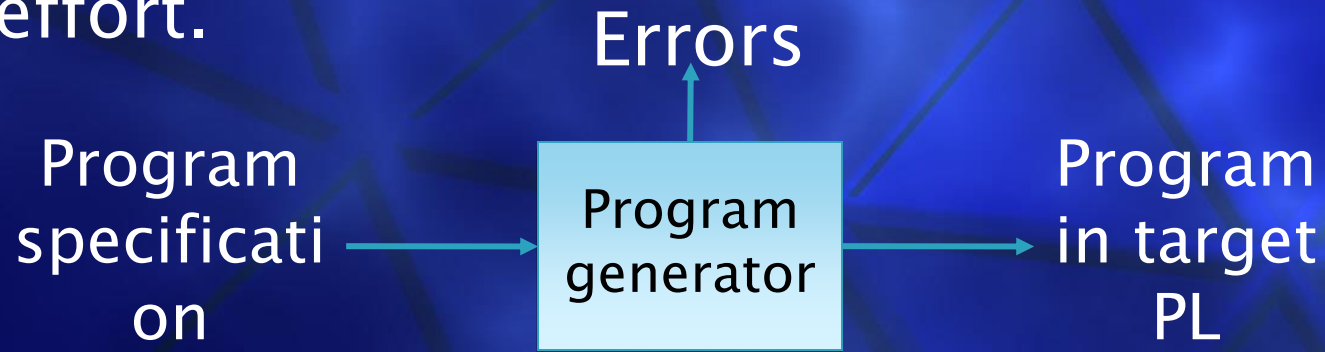 effort.
Errors
Program
specificati
on
Program
generator
Program
in target
PL